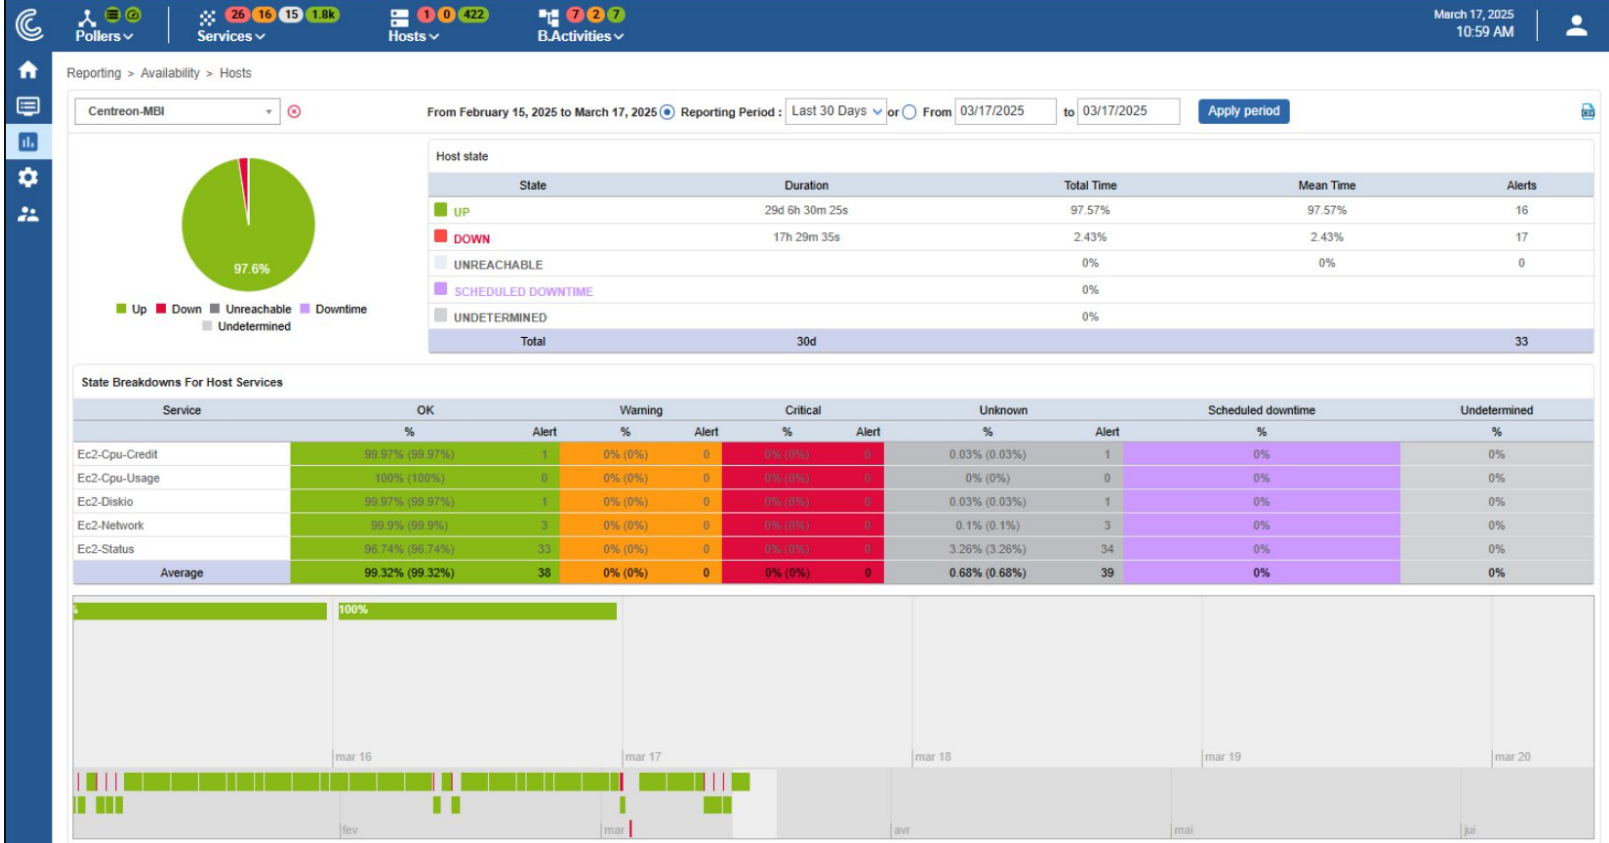 26 16 15 1.8k 1 0 422 7 2 7
Pollers Services Hosts B.Activities
March 17, 2025
10:59 AM
Reporting > Availability > Hosts
Centreon-MBI
From February 15, 2025 to March 17, 2025 Reporting Period : Last 30 Days or From 03/17/2025 to 03/17/2025 Apply period
97.6%
Up Down Unreachable Downtime
Undetermined
Host state
State Duration Total Time Mean Time Alerts
UP 29d 6h 30m 25s 97.57% 97.57% 16
DOWN 17h 29m 35s 2.43% 2.43% 17
UNREACHABLE 0% 0% 0
SCHEDULED DOWNTIME 0%
UNDETERMINED 0%
Total 30d 33
State Breakdowns For Host Services
Service OK Warning Critical Unknown Scheduled downtime Undetermined
% Alert % Alert % Alert % Alert % %
Ec2-Cpu-Credit 99.97% (99.97%) 1 0% (0%) 0 0% (0%) 0 0.03% (0.03%) 1 0% 0%
Ec2-Cpu-Usage 100% (100%) 0 0% (0%) 0 0% (0%) 0 0% (0%) 0 0% 0%
Ec2-Diskio 99.97% (99.97%) 1 0% (0%) 0 0% (0%) 0 0.03% (0.03%) 1 0% 0%
Ec2-Network 99.9% (99.9%) 3 0% (0%) 0 0% (0%) 0 0.1% (0.1%) 3 0% 0%
Ec2-Status 96.74% (96.74%) 33 0% (0%) 0 0% (0%) 0 3.26% (3.26%) 34 0% 0%
Average 99.32% (99.32%) 38 0% (0%) 0 0% (0%) 0 0.68% (0.68%) 39 0% 0%
% 100%
mar 16 mar 17 mar 18 mar 19 mar 20
fev mar avr mai jui